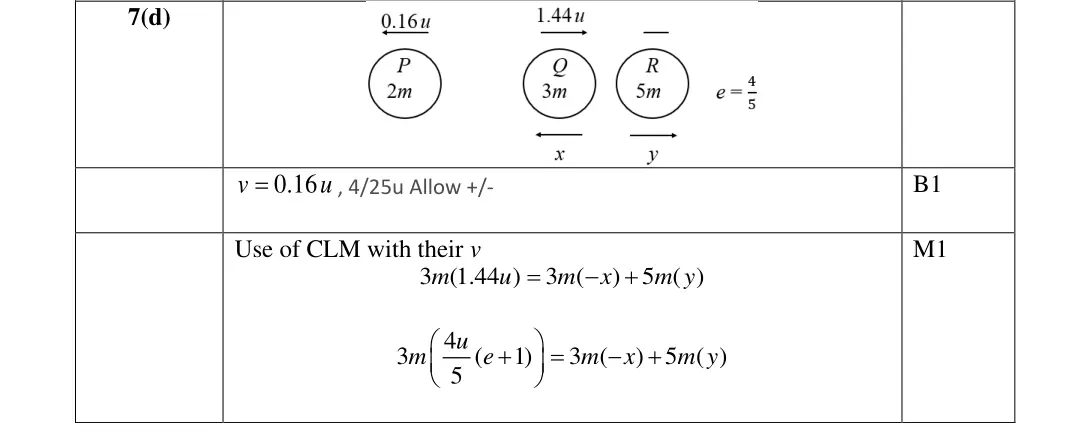 7(d)
0.16u 1.44u
P Q R
2m 3m 5m e = 4/5
x y
v = 0.16u , 4/25u Allow +/- B1
Use of CLM with their v M1
3m(1.44u) = 3m(−x) + 5m(y)
3m(4u/5 (e + 1)) = 3m(−x) + 5m(y)